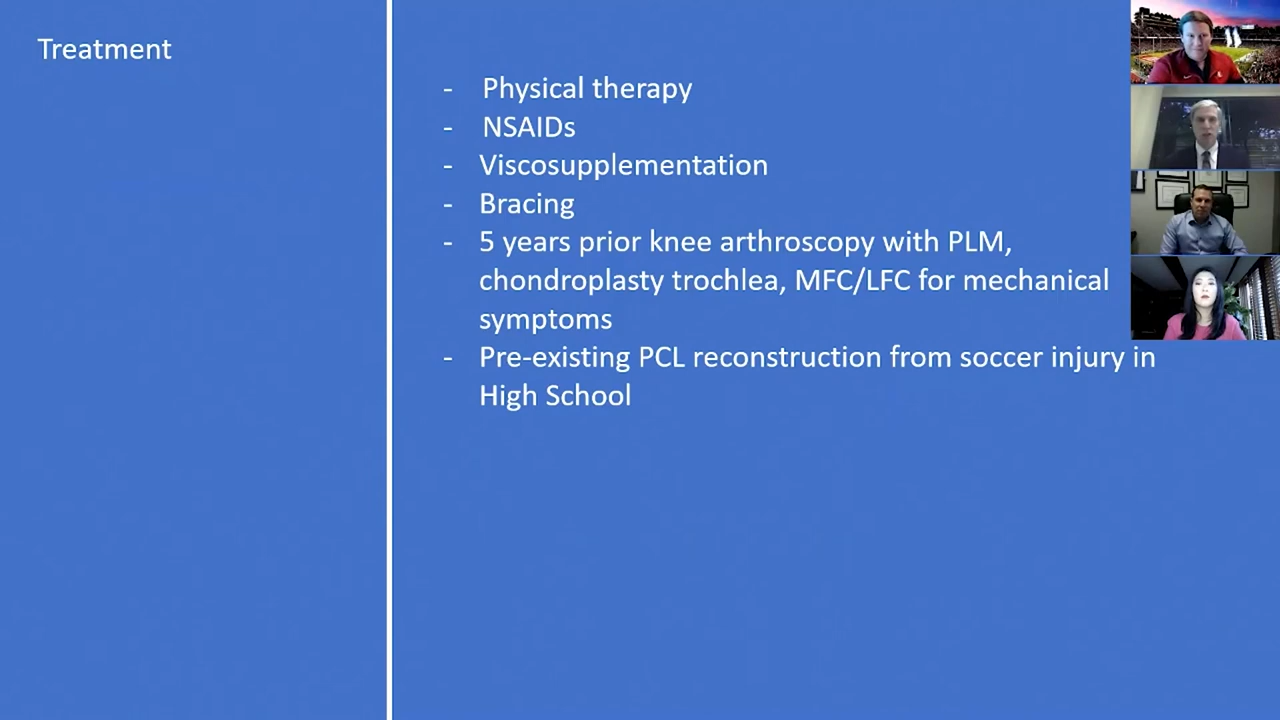 Treatment
- Physical therapy
- NSAIDs
- Viscosupplementation
- Bracing
- 5 years prior knee arthroscopy with PLM,
chondroplasty trochlea, MFC/LFC for mechanical
symptoms
- Pre-existing PCL reconstruction from soccer injury in
High School